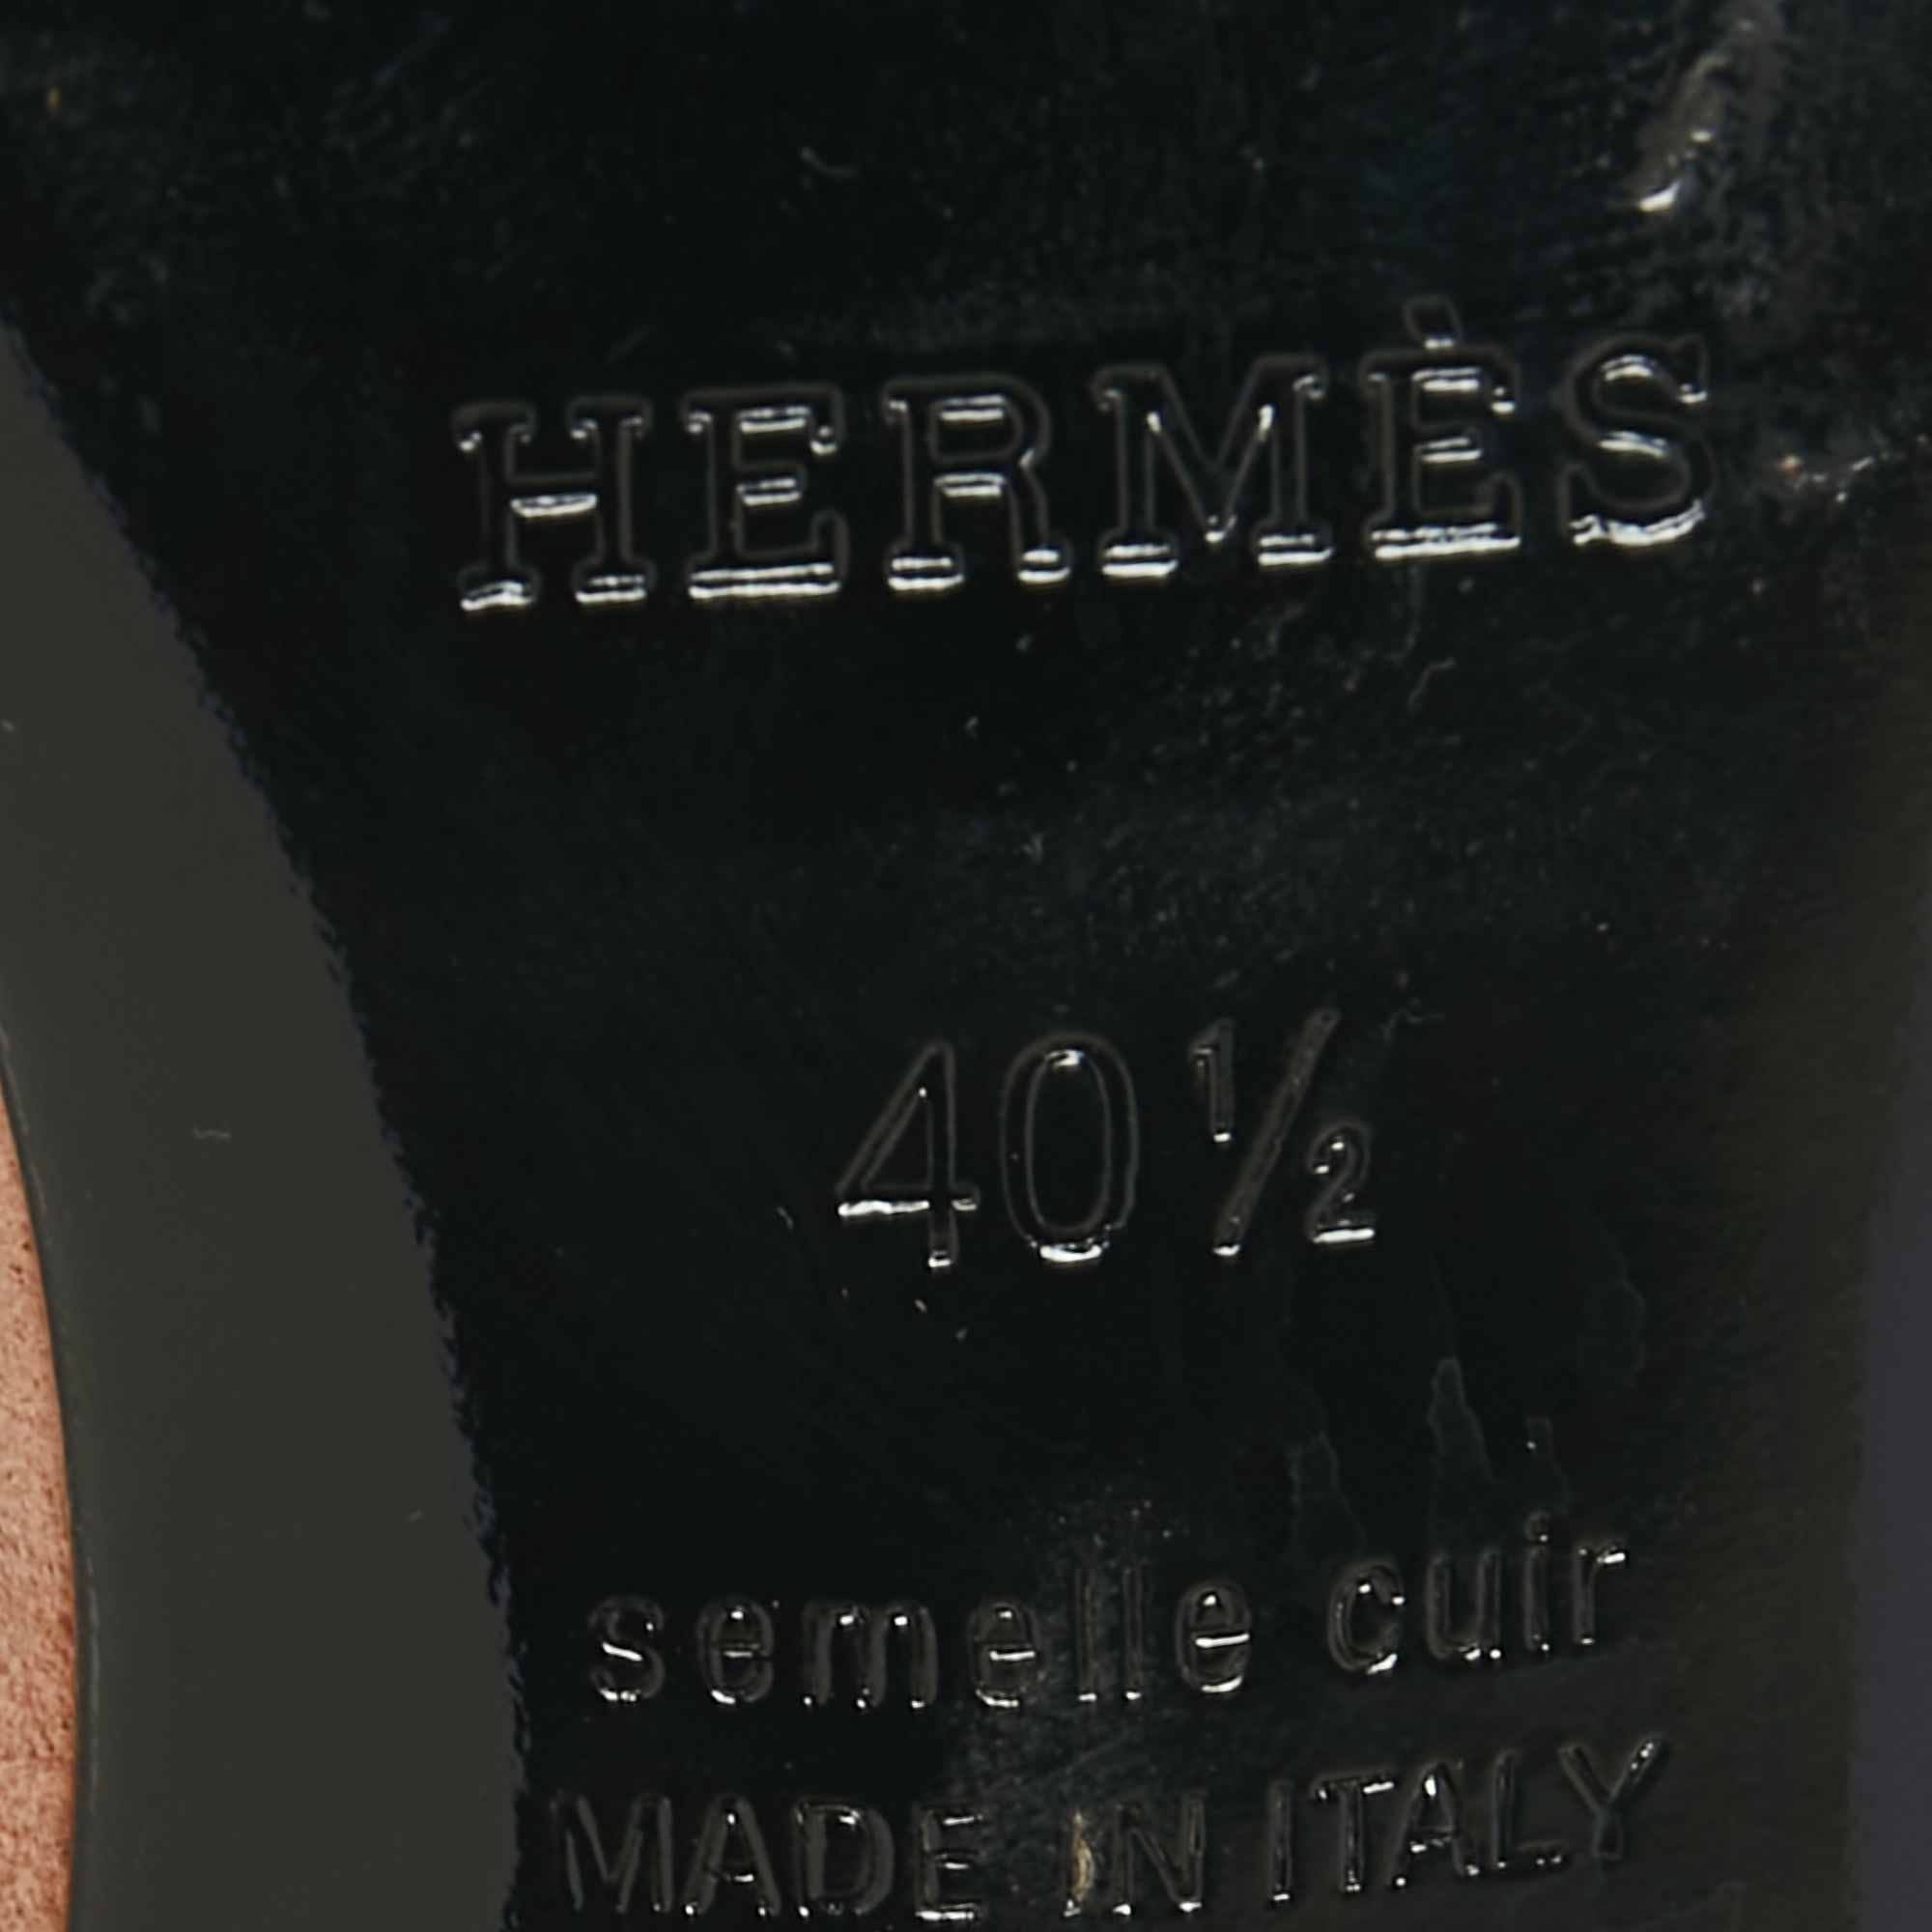 HERMÈS
40½
semelle cuir
MADE IN ITALY